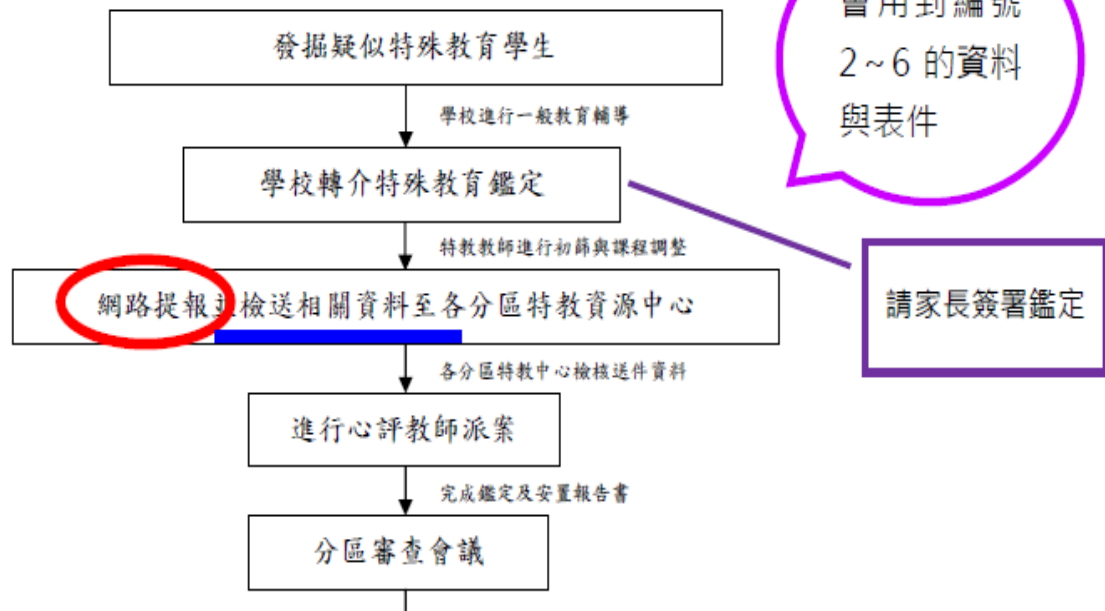 會用到編號
2~6 的資料
與表件
發掘疑似特殊教育學生
學校進行一般教育輔導
學校轉介特殊教育鑑定
特教教師進行初篩與課程調整
網路提報並檢送相關資料至各分區特教資源中心
請家長簽署鑑定
各分區特教中心檢核送件資料
進行心評教師派案
完成鑑定及安置報告書
分區審查會議